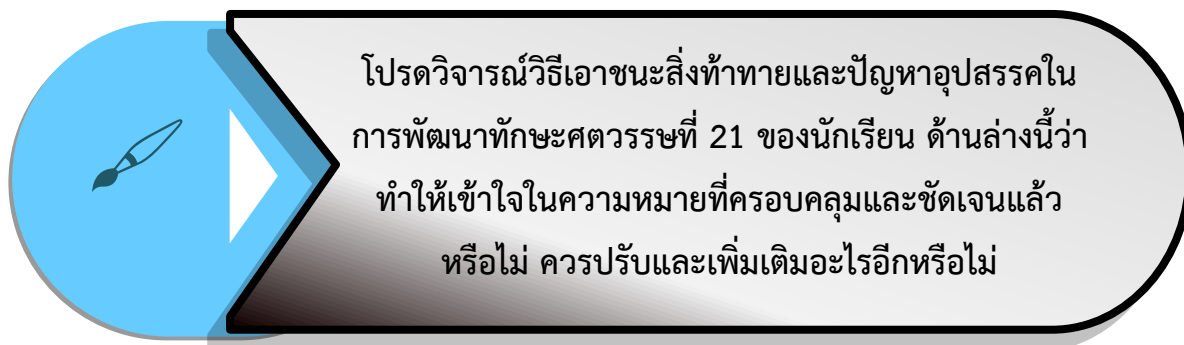 โปรดวิจารณ์วิธีเอาชนะสิ่งท้าทายและปัญหาอุปสรรคใน
การพัฒนาทักษะศตวรรษที่ 21 ของนักเรียน ด้านล่างนี้ว่า
ทำให้เข้าใจในความหมายที่ครอบคลุมและชัดเจนแล้ว
หรือไม่ ควรปรับและเพิ่มเติมอะไรอีกหรือไม่